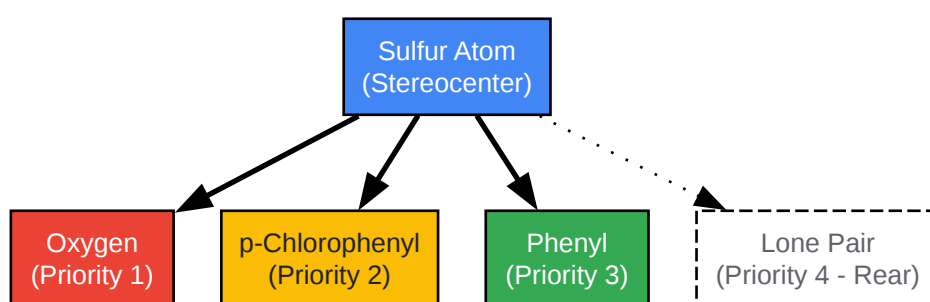 Sulfur Atom
(Stereocenter)
Oxygen
(Priority 1)
p-Chlorophenyl
(Priority 2)
Phenyl
(Priority 3)
Lone Pair
(Priority 4 - Rear)